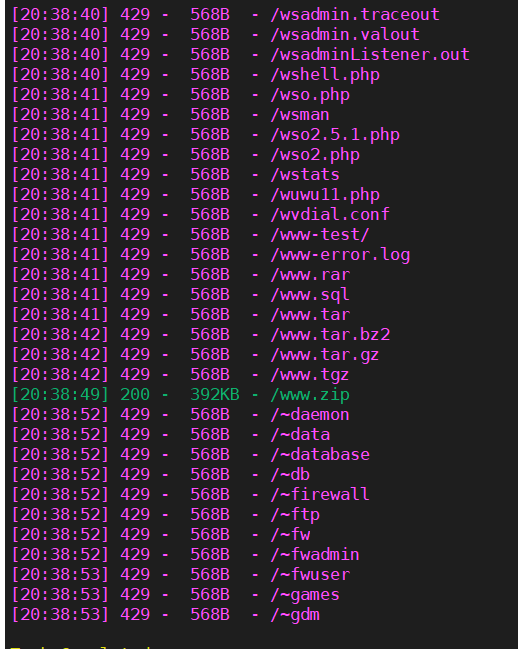 [20:38:40] 429 -  568B  - /wsadmin.traceout
[20:38:40] 429 -  568B  - /wsadmin.valout
[20:38:40] 429 -  568B  - /wsadminListener.out
[20:38:40] 429 -  568B  - /wshell.php
[20:38:41] 429 -  568B  - /wso.php
[20:38:41] 429 -  568B  - /wsman
[20:38:41] 429 -  568B  - /wso2.5.1.php
[20:38:41] 429 -  568B  - /wso2.php
[20:38:41] 429 -  568B  - /wstats
[20:38:41] 429 -  568B  - /wuwu11.php
[20:38:41] 429 -  568B  - /wvdial.conf
[20:38:41] 429 -  568B  - /www-test/
[20:38:41] 429 -  568B  - /www-error.log
[20:38:41] 429 -  568B  - /www.rar
[20:38:41] 429 -  568B  - /www.sql
[20:38:41] 429 -  568B  - /www.tar
[20:38:42] 429 -  568B  - /www.tar.bz2
[20:38:42] 429 -  568B  - /www.tar.gz
[20:38:42] 429 -  568B  - /www.tgz
[20:38:49] 200 -  392KB - /www.zip
[20:38:52] 429 -  568B  - /~daemon
[20:38:52] 429 -  568B  - /~data
[20:38:52] 429 -  568B  - /~database
[20:38:52] 429 -  568B  - /~db
[20:38:52] 429 -  568B  - /~firewall
[20:38:52] 429 -  568B  - /~ftp
[20:38:52] 429 -  568B  - /~fw
[20:38:52] 429 -  568B  - /~fwadmin
[20:38:53] 429 -  568B  - /~fwuser
[20:38:53] 429 -  568B  - /~games
[20:38:53] 429 -  568B  - /~gdm